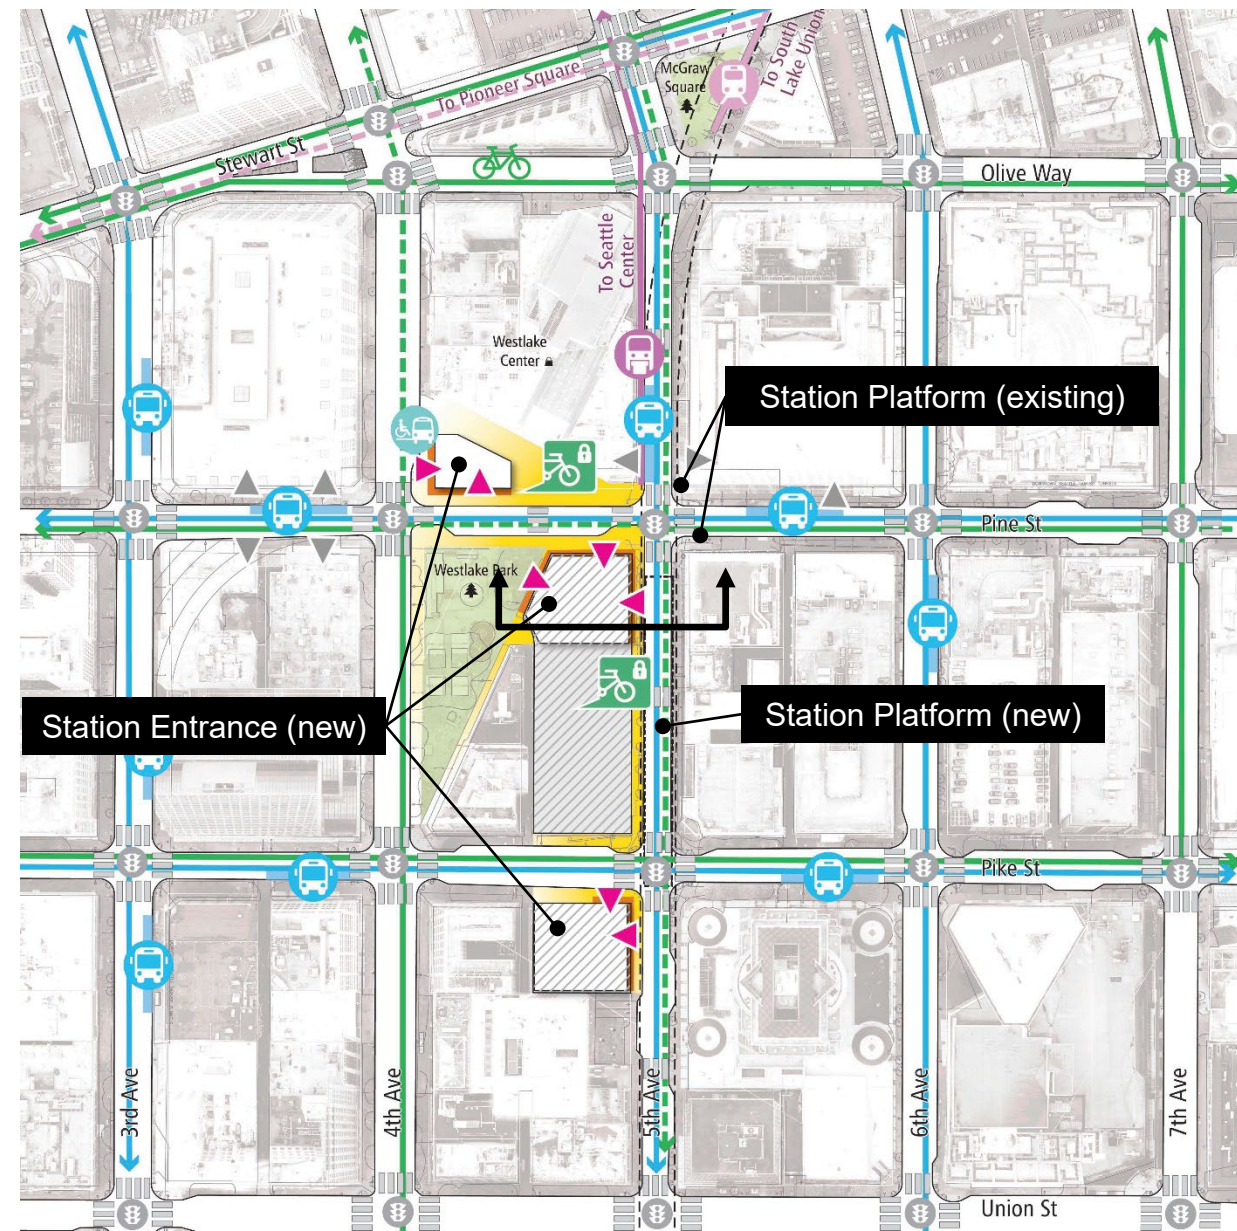 To Pioneer Square
McGraw
Square
To South
Lake Union
Stewart St
Olive Way
To Seattle
Center
Westlake
Center
Station Platform (existing)
Pine St
Westlake Park
Station Entrance (new)
Station Platform (new)
Pike St
3rd Ave
4th Ave
5th Ave
6th Ave
7th Ave
Union St